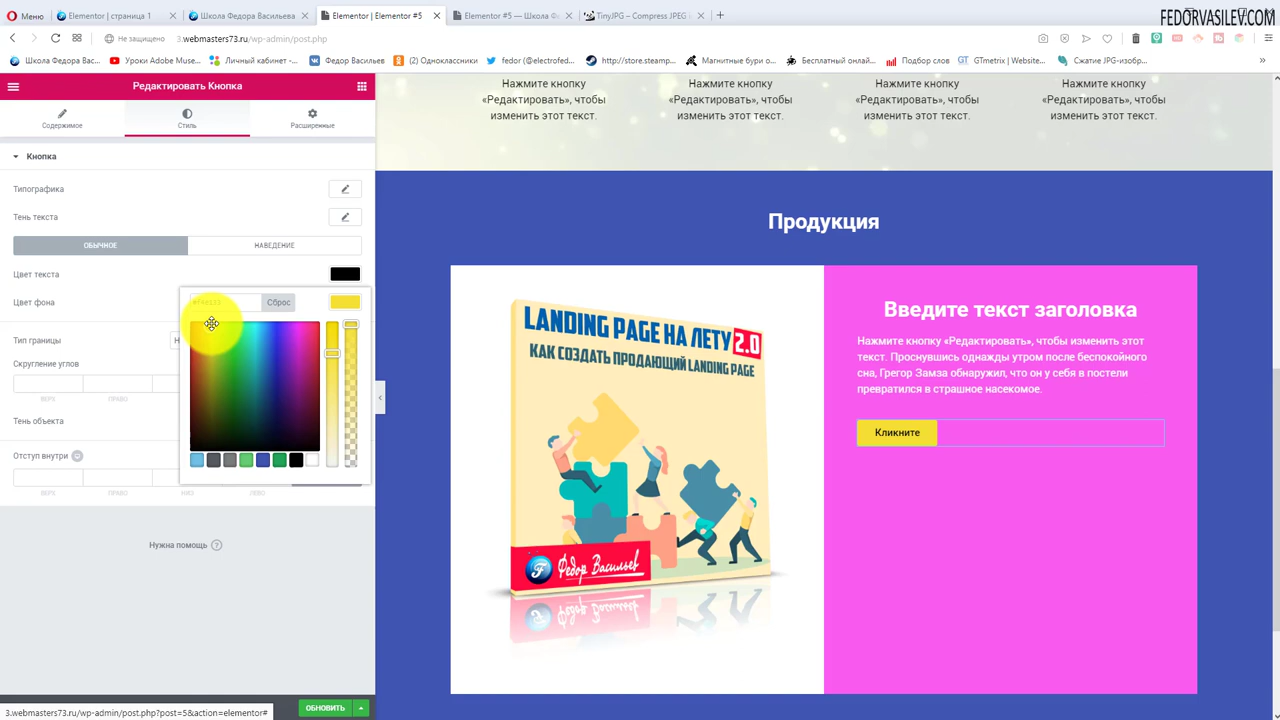 FEDORVASILEV.COM
Меню
Elementor | страница 1
Школа Федора Васильева
Elementor | Elementor #5
Elementor #5 — Школа Ф
TinyJPG – Compress JPEG
Не защищено
3.webmasters73.ru/wp-admin/post.php
Школа Федора Вас...
Уроки Adobe Muse...
Личный кабинет -...
Федор Васильев
(2) Одноклассники
fedor (@electrofed...
http://store.steamp...
Магнитные бури о...
Бесплатный онлай...
Подбор слов
GTmetrix | Website...
Сжатие JPG-изобр...
Редактировать Кнопка
Содержимое
Стиль
Расширенные
Кнопка
Типографика
Тень текста
ОБЫЧНОЕ
НАВЕДЕНИЕ
Цвет текста
Цвет фона
Сброс
Тип границы
Н
Скругление углов
ВЕРХ
ПРАВО
Тень объекта
Отступ внутри
ВЕРХ
ПРАВО
НИЗ
ЛЕВО
Нужна помощь
ОБНОВИТЬ
3.webmasters73.ru/wp-admin/post.php?post=5&action=elementor#
Нажмите кнопку
«Редактировать», чтобы
изменить этот текст.
Нажмите кнопку
«Редактировать», чтобы
изменить этот текст.
Нажмите кнопку
«Редактировать», чтобы
изменить этот текст.
Нажмите кнопку
«Редактировать», чтобы
изменить этот текст.
Продукция
LANDING PAGE НА ЛЕТУ 2.0
КАК СОЗДАТЬ ПРОДАЮЩИЙ LANDING PAGE
Федор Васильев
Введите текст заголовка
Нажмите кнопку «Редактировать», чтобы изменить этот
текст. Проснувшись однажды утром после беспокойного
сна, Грегор Замза обнаружил, что он у себя в постели
превратился в страшное насекомое.
Кликните